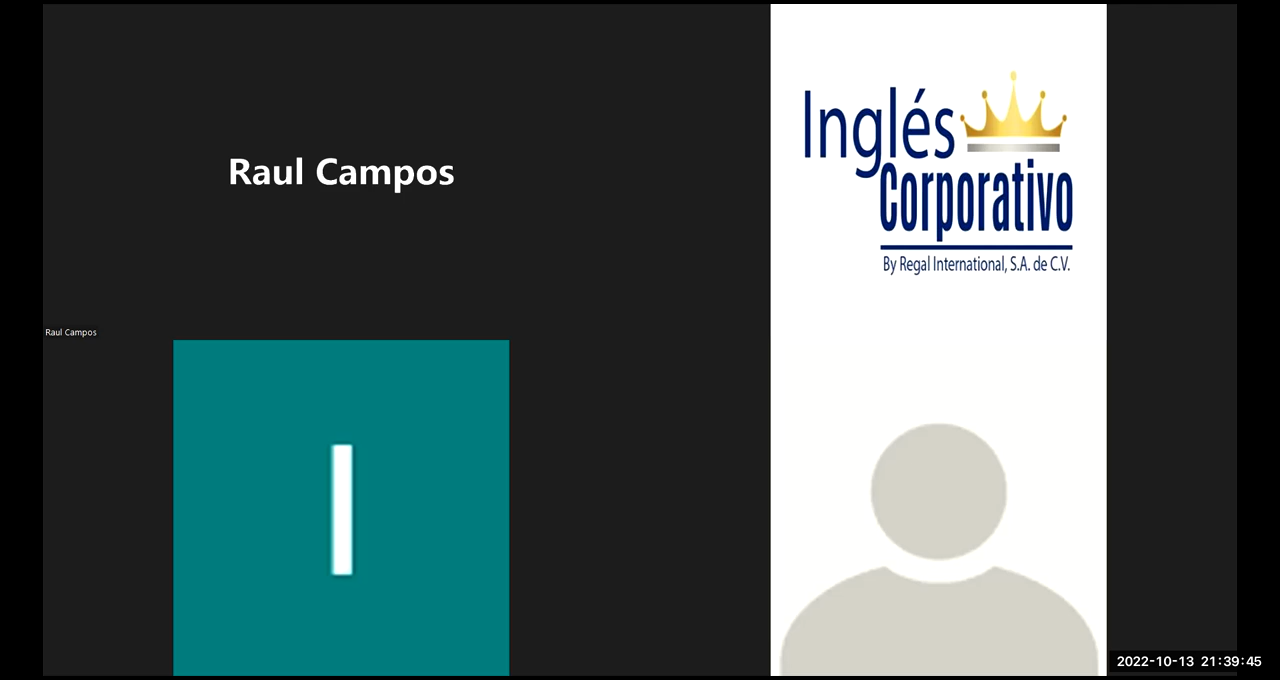 Raul Campos
Inglés
Corporativo
By Regal International, S.A. de C.V.
Raul Campos
I
2022-10-13 21:39:45